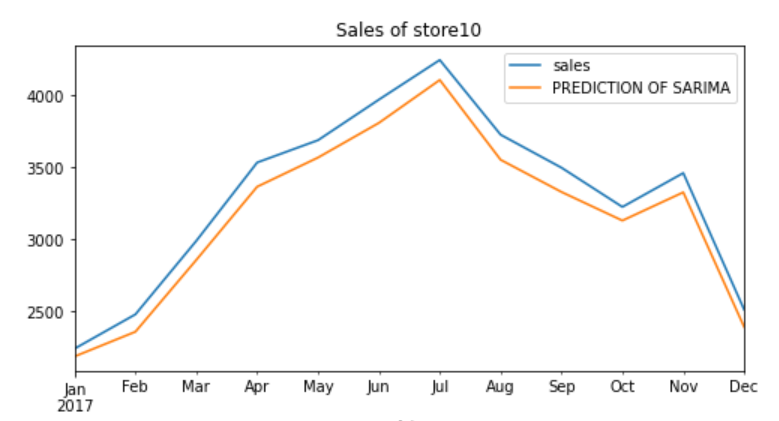 Sales of store10
sales
PREDICTION OF SARIMA
4000
3500
3000
2500
Jan Feb Mar Apr May Jun Jul Aug Sep Oct Nov Dec
2017